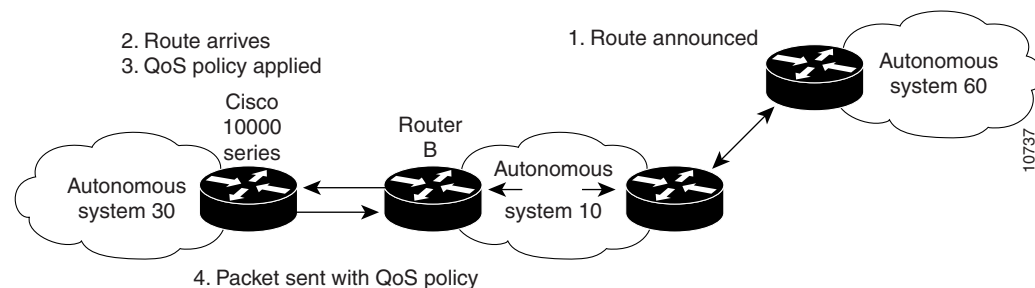 2. Route arrives
3. QoS policy applied
1. Route announced
Cisco
10000
series
Router
B
Autonomous
system 60
Autonomous
system 30
Autonomous
system 10
10737
4. Packet sent with QoS policy